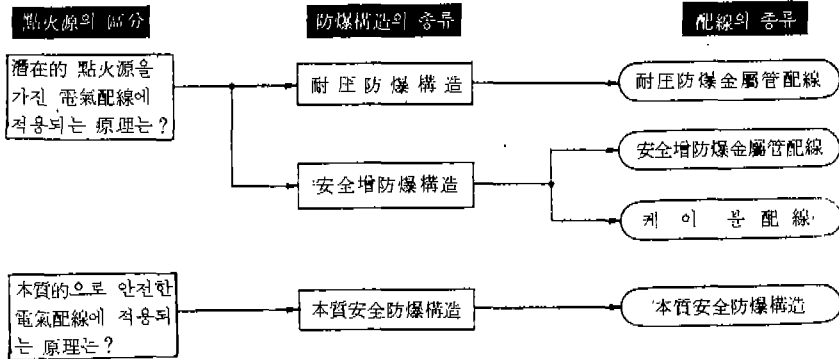 點火源의 區分
防爆構造의 종류
配線의 종류
潛在的 點火源을
가진 電氣配線에
적용되는 原理는?
耐圧防爆構造
耐圧防爆金屬管配線
安全增防爆構造
安全增防爆金屬管配線
케이블配線
本質的으로 안전한
電氣配線에 적용되
는 原理는?
本質安全防爆構造
本質安全防爆構造